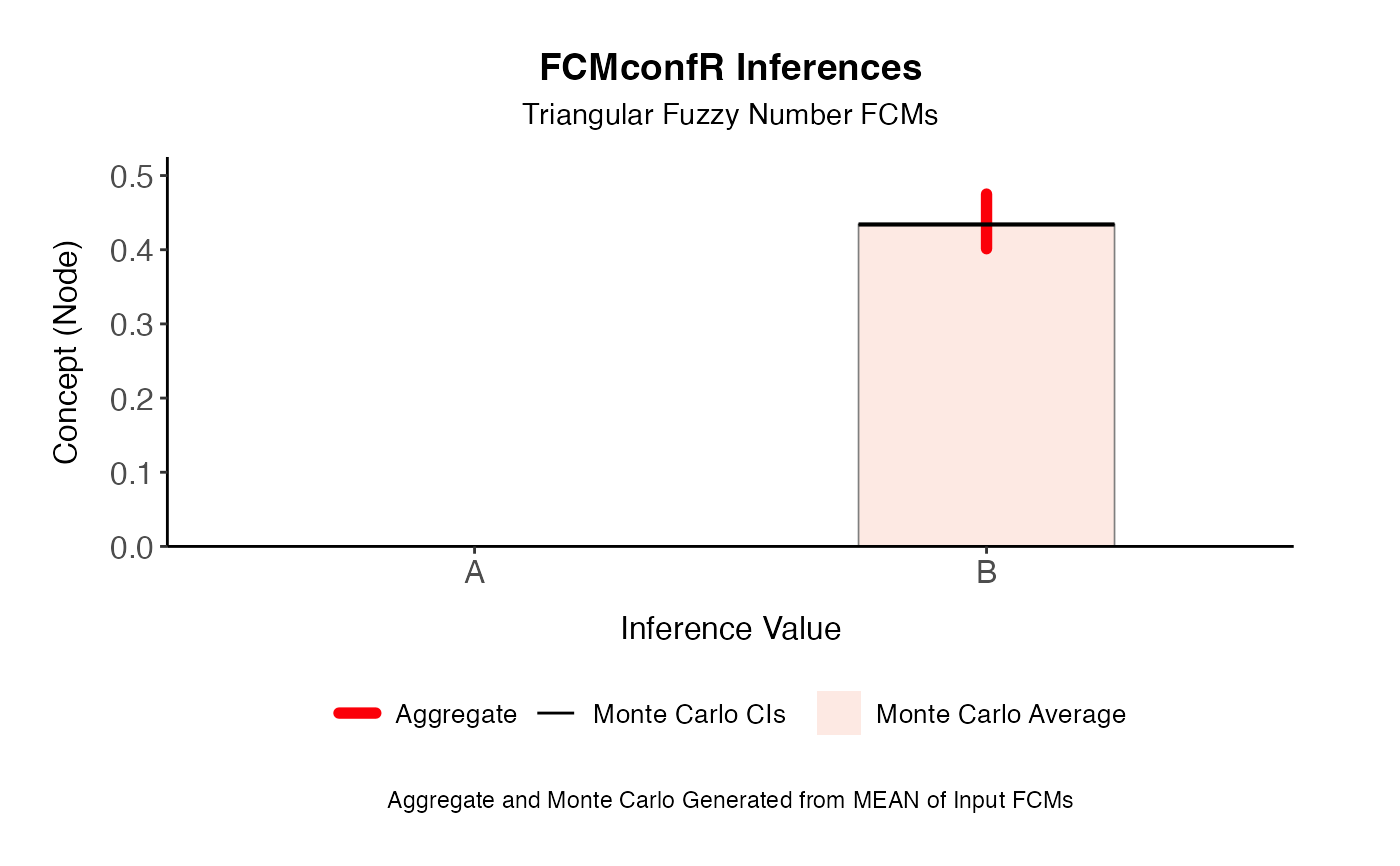 FCMconfR Inferences
Triangular Fuzzy Number FCMs
Concept (Node)
0.5
0.4
0.3
0.2
0.1
0.0
A B
Inference Value
Aggregate Monte Carlo CIs Monte Carlo Average
Aggregate and Monte Carlo Generated from MEAN of Input FCMs